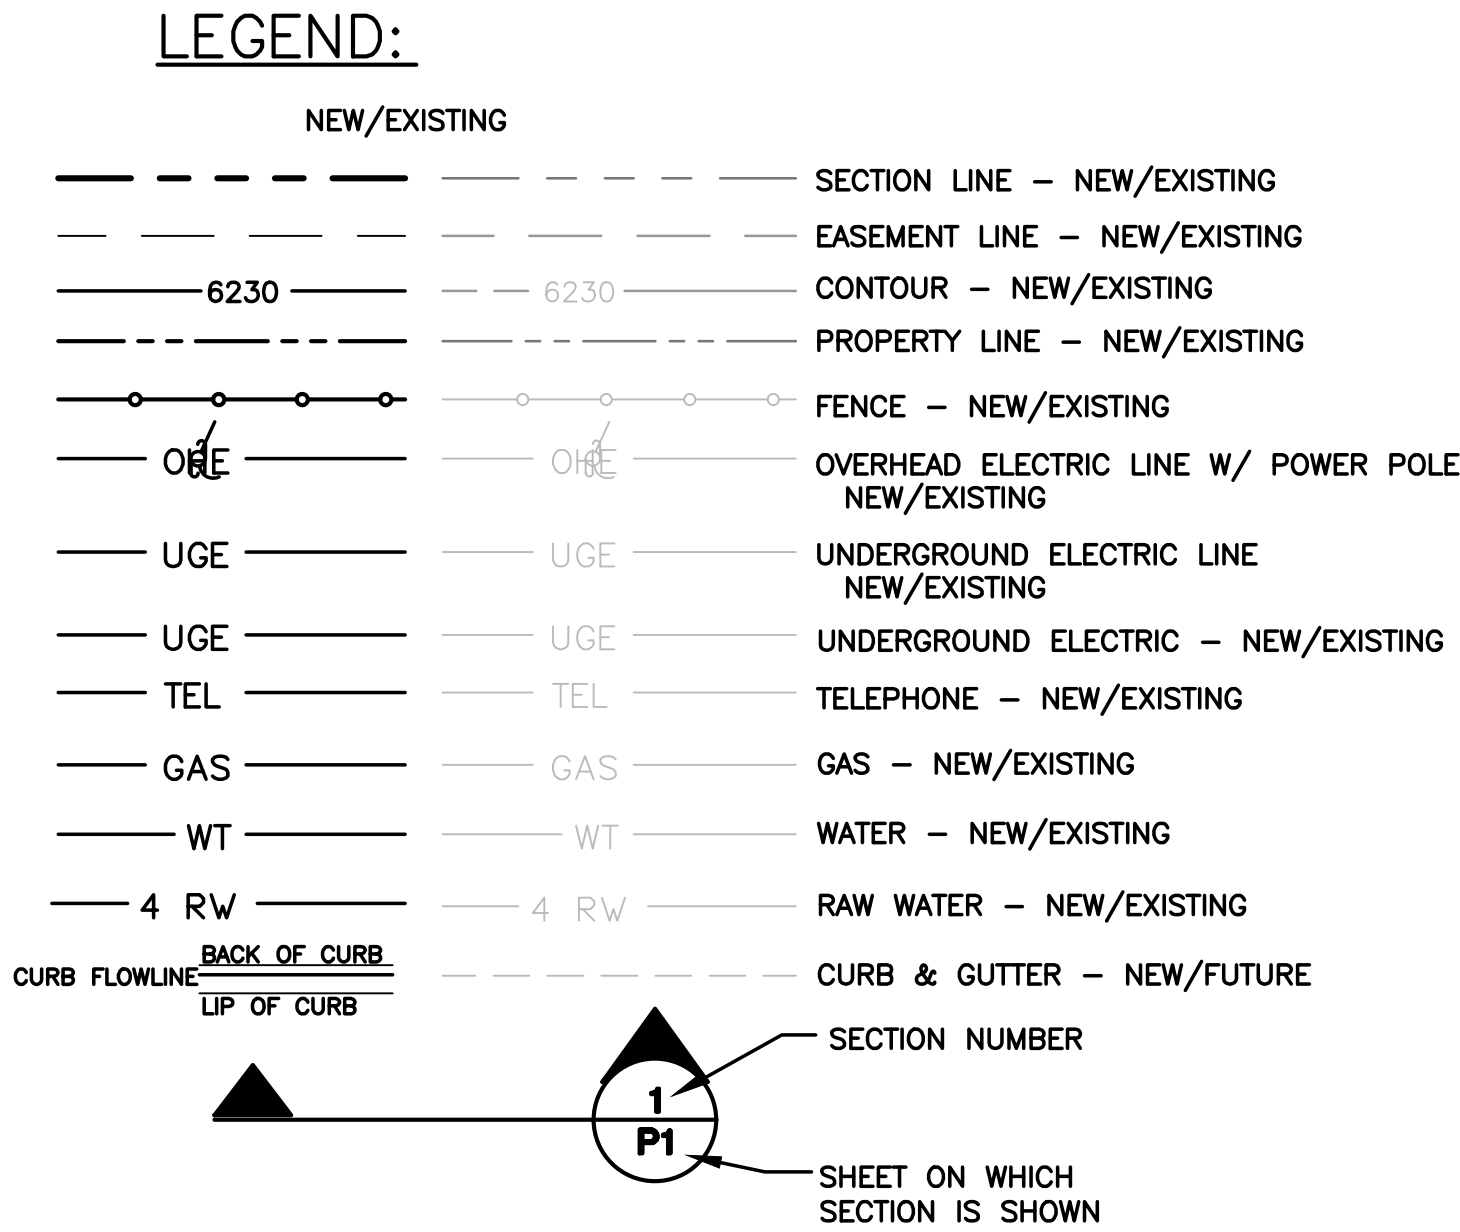 LEGEND:
NEW/EXISTING
SECTION LINE – NEW/EXISTING
EASEMENT LINE – NEW/EXISTING
6230 6230 CONTOUR – NEW/EXISTING
PROPERTY LINE – NEW/EXISTING
FENCE – NEW/EXISTING
OHE OHE OVERHEAD ELECTRIC LINE W/ POWER POLE
NEW/EXISTING
UGE UGE UNDERGROUND ELECTRIC LINE
NEW/EXISTING
UGE UGE UNDERGROUND ELECTRIC – NEW/EXISTING
TEL TEL TELEPHONE – NEW/EXISTING
GAS GAS GAS – NEW/EXISTING
WT WT WATER – NEW/EXISTING
4 RW 4 RW RAW WATER – NEW/EXISTING
BACK OF CURB
CURB FLOWLINE CURB & GUTTER – NEW/FUTURE
LIP OF CURB
SECTION NUMBER
1
P1
SHEET ON WHICH
SECTION IS SHOWN